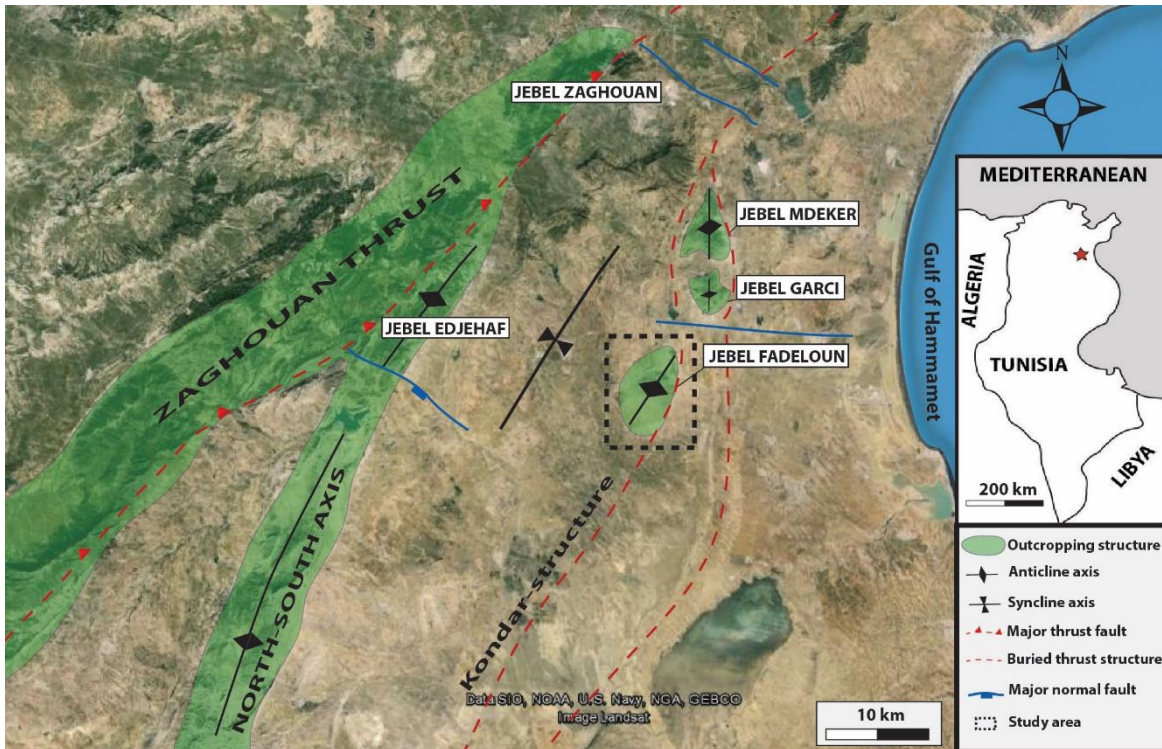 JEBEL ZAGHOUAN
N
ZAGHOUAN THRUST
MEDITERRANEAN
JEBEL MDEKER
ALGERIA
JEBEL GARCI
Gulf of Hammamet
JEBEL EDJEHAF
JEBEL FADELOUN
TUNISIA
LIBYA
200 km
NORTH-SOUTH AXIS
Kondar-structure
Outcropping structure
Anticline axis
Syncline axis
Major thrust fault
Buried thrust structure
Major normal fault
Study area
Data SIO, NOAA, U.S. Navy, NGA, GEBCO
Image Landsat
10 km